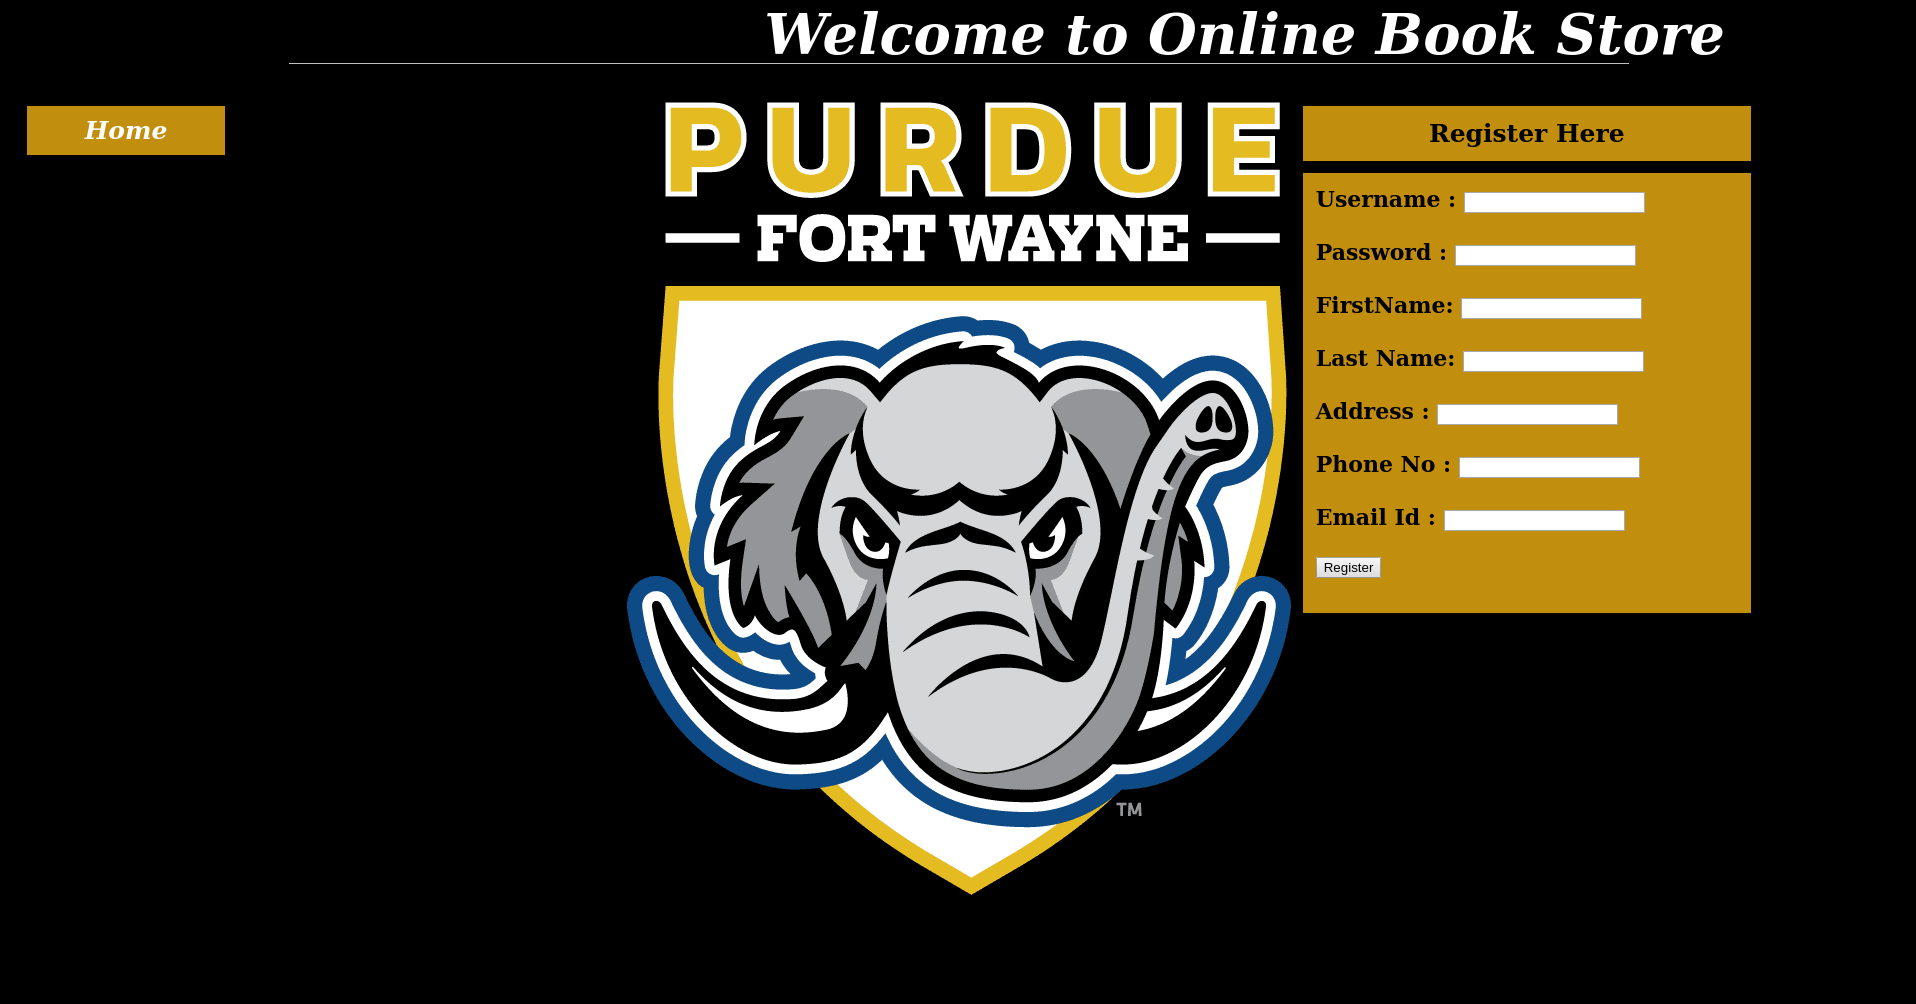 Welcome to Online Book Store
Home
PURDUE
FORT WAYNE
TM
Register Here
Username :
Password :
FirstName:
Last Name:
Address :
Phone No :
Email Id :
Register